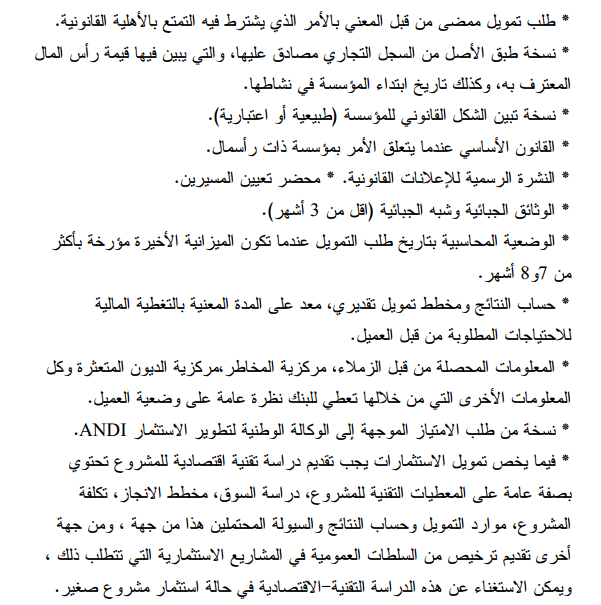 * طلب تمويل ممضى من قبل المعني بالأمر الذي يشترط فيه التمتع بالأهلية القانونية.
* نسخة طبق الأصل من السجل التجاري مصادق عليها، والتي يبين فيها قيمة رأس المال
المعترف به، وكذلك تاريخ ابتداء المؤسسة في نشاطها.
* نسخة تبين الشكل القانوني للمؤسسة (طبيعية أو اعتبارية).
* القانون الأساسي عندما يتعلق الأمر بمؤسسة ذات رأسمال.
* النشرة الرسمية للإعلانات القانونية. * محضر تعيين المسيرين.
* الوثائق الجبائية وشبه الجبائية (اقل من 3 أشهر).
* الوضعية المحاسبية بتاريخ طلب التمويل عندما تكون الميزانية الأخيرة مؤرخة بأكثر
من 7و8 أشهر.
* حساب النتائج ومخطط تمويل تقديري، معد على المدة المعنية بالتغطية المالية
للاحتياجات المطلوبة من قبل العميل.
* المعلومات المحصلة من قبل الزملاء، مركزية المخاطر،مركزية الديون المتعثرة وكل
المعلومات الأخرى التي من خلالها تعطي للبنك نظرة عامة على وضعية العميل.
* نسخة من طلب الامتياز الموجهة إلى الوكالة الوطنية لتطوير الاستثمار ANDI.
* فيما يخص تمويل الاستثمارات يجب تقديم دراسة تقنية اقتصادية للمشروع تحتوي
بصفة عامة على المعطيات التقنية للمشروع، دراسة السوق، مخطط الانجاز، تكلفة
المشروع، موارد التمويل وحساب النتائج والسيولة المحتملين هذا من جهة ، ومن جهة
أخرى تقديم ترخيص من السلطات العمومية في المشاريع الاستثمارية التي تتطلب ذلك ،
ويمكن الاستغناء عن هذه الدراسة التقنية-الاقتصادية في حالة استثمار مشروع صغير.